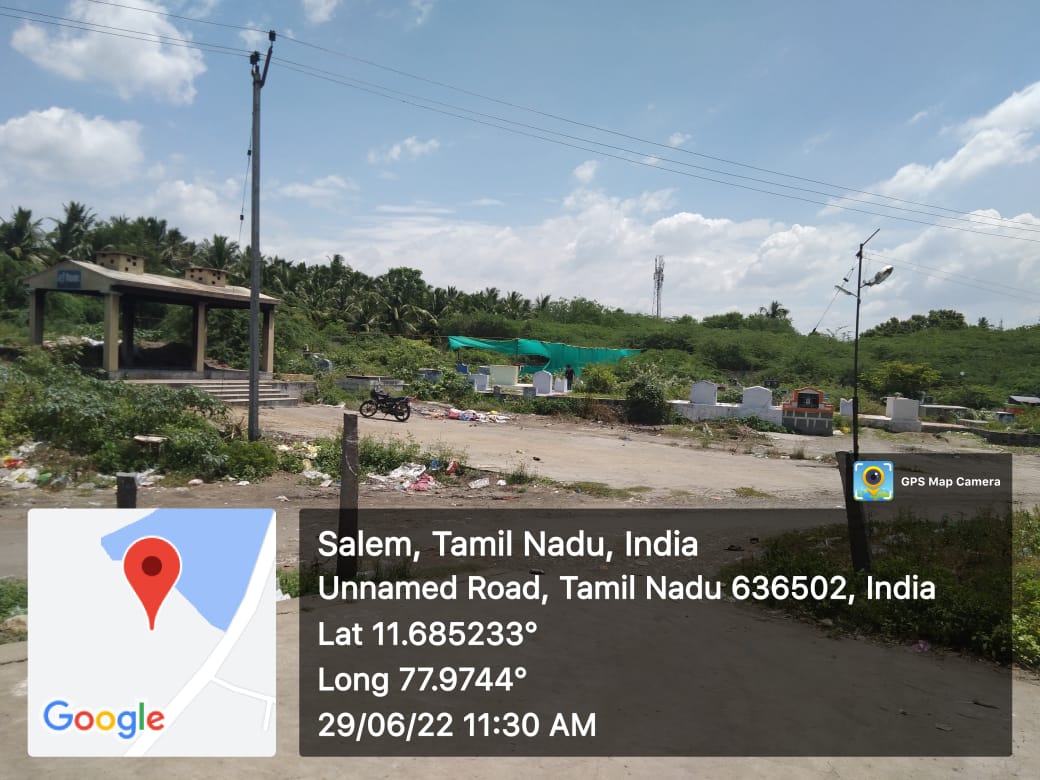 GPS Map Camera
Salem, Tamil Nadu, India
Unnamed Road, Tamil Nadu 636502, India
Lat 11.685233°
Long 77.9744°
29/06/22 11:30 AM
Google